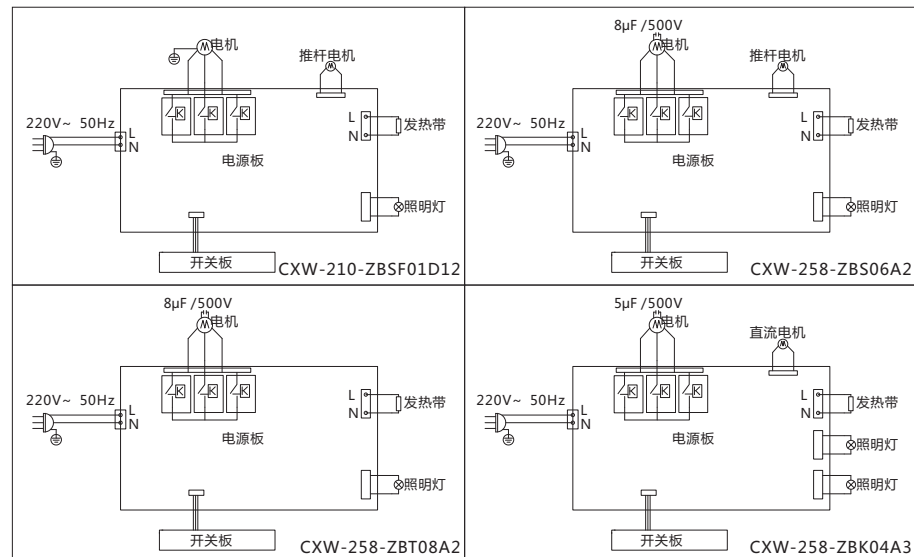 电机
推杆电机
220V~ 50Hz
L
N
L
N
发热带
电源板
照明灯
开关板
CXW-210-ZBSF01D12
8μF /500V
电机
推杆电机
220V~ 50Hz
L
N
L
N
发热带
电源板
照明灯
开关板
CXW-258-ZBS06A2
8μF /500V
电机
220V~ 50Hz
L
N
L
N
发热带
电源板
照明灯
开关板
CXW-258-ZBT08A2
5μF /500V
电机
直流电机
220V~ 50Hz
L
N
L
N
发热带
电源板
照明灯
照明灯
开关板
CXW-258-ZBK04A3